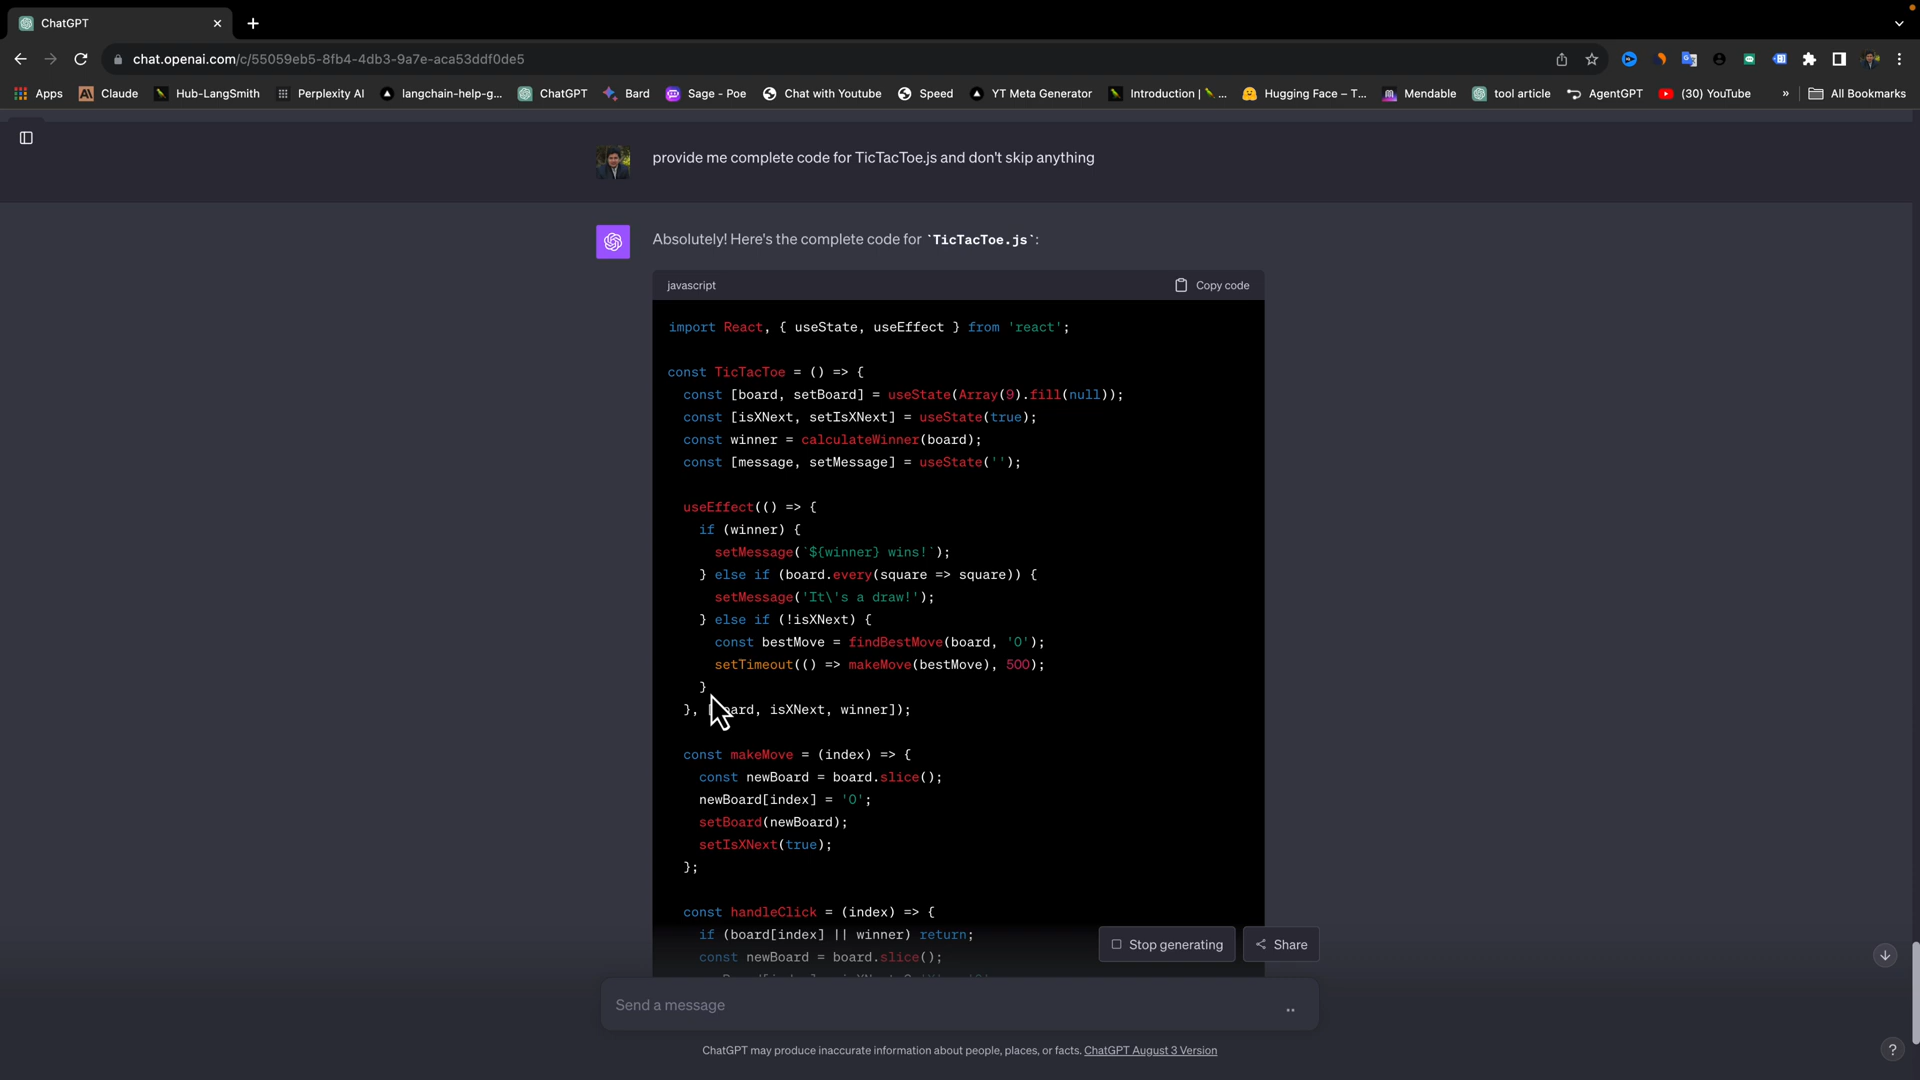 ChatGPT
chat.openai.com/c/55059eb5-8fb4-4db3-9a7e-aca53ddf0de5
Apps Claude Hub-LangSmith Perplexity AI langchain-help-g... ChatGPT Bard Sage - Poe Chat with Youtube Speed YT Meta Generator Introduction | ... Hugging Face – T... Mendable tool article AgentGPT (30) YouTube » All Bookmarks
provide me complete code for TicTacToe.js and don't skip anything
Absolutely! Here's the complete code for `TicTacToe.js`:
javascript Copy code
import React, { useState, useEffect } from 'react';
const TicTacToe = () => {
const [board, setBoard] = useState(Array(9).fill(null));
const [isXNext, setIsXNext] = useState(true);
const winner = calculateWinner(board);
const [message, setMessage] = useState('');
useEffect(() => {
if (winner) {
setMessage(`${winner} wins!`);
} else if (board.every(square => square)) {
setMessage('It\'s a draw!');
} else if (!isXNext) {
const bestMove = findBestMove(board, 'O');
setTimeout(() => makeMove(bestMove), 500);
}
}, [board, isXNext, winner]);
const makeMove = (index) => {
const newBoard = board.slice();
newBoard[index] = 'O';
setBoard(newBoard);
setIsXNext(true);
};
const handleClick = (index) => {
if (board[index] || winner) return;
const newBoard = board.slice();
Stop generating Share
Send a message
ChatGPT may produce inaccurate information about people, places, or facts. ChatGPT August 3 Version
?